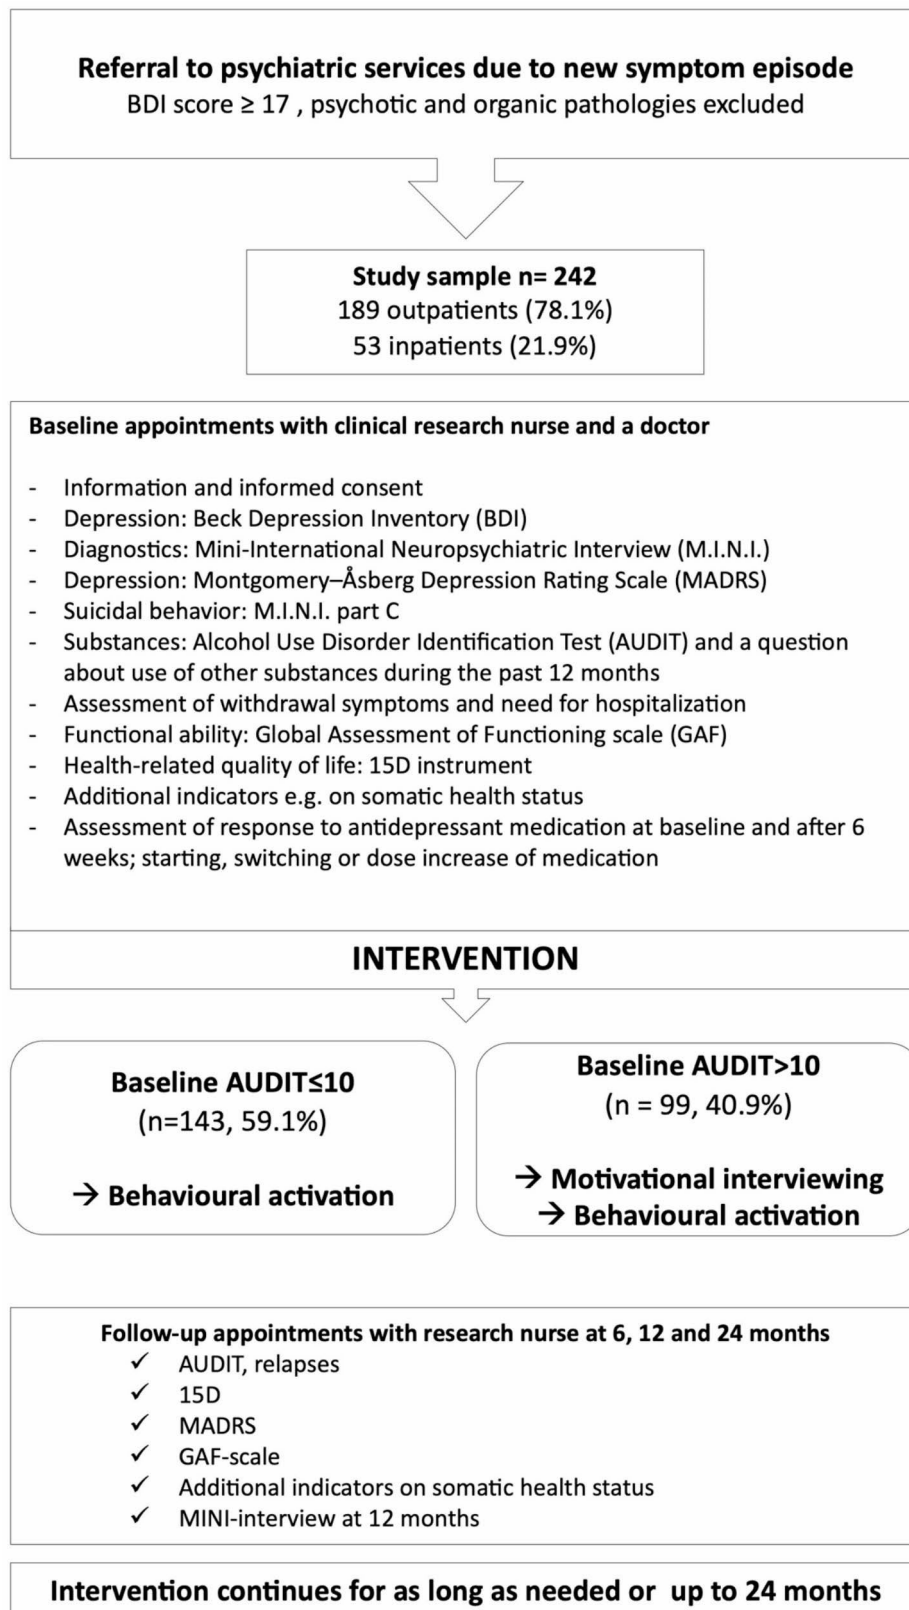 Referral to psychiatric services due to new symptom episode
BDI score ≥ 17 , psychotic and organic pathologies excluded
Study sample n= 242
189 outpatients (78.1%)
53 inpatients (21.9%)
Baseline appointments with clinical research nurse and a doctor
- Information and informed consent
- Depression: Beck Depression Inventory (BDI)
- Diagnostics: Mini-International Neuropsychiatric Interview (M.I.N.I.)
- Depression: Montgomery–Åsberg Depression Rating Scale (MADRS)
- Suicidal behavior: M.I.N.I. part C
- Substances: Alcohol Use Disorder Identification Test (AUDIT) and a question
about use of other substances during the past 12 months
- Assessment of withdrawal symptoms and need for hospitalization
- Functional ability: Global Assessment of Functioning scale (GAF)
- Health-related quality of life: 15D instrument
- Additional indicators e.g. on somatic health status
- Assessment of response to antidepressant medication at baseline and after 6
weeks; starting, switching or dose increase of medication
INTERVENTION
Baseline AUDIT≤10
(n=143, 59.1%)
→ Behavioural activation
Baseline AUDIT>10
(n = 99, 40.9%)
→ Motivational interviewing
→ Behavioural activation
Follow-up appointments with research nurse at 6, 12 and 24 months
✓ AUDIT, relapses
✓ 15D
✓ MADRS
✓ GAF-scale
✓ Additional indicators on somatic health status
✓ MINI-interview at 12 months
Intervention continues for as long as needed or up to 24 months